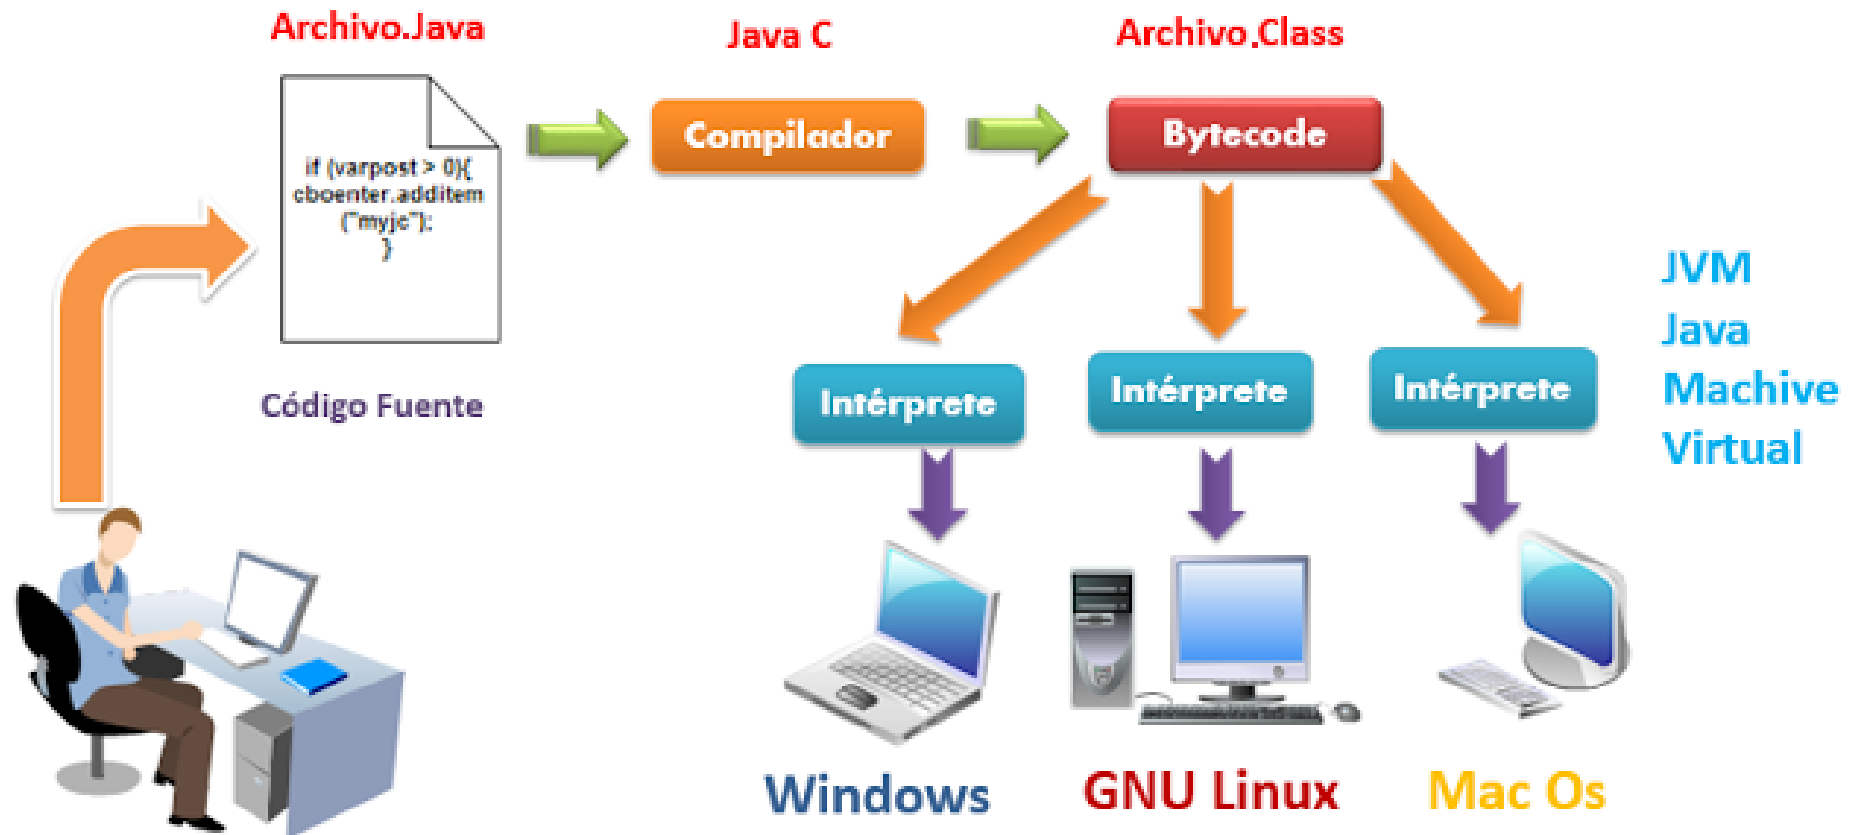 Archivo.Java
Java C
Archivo.Class
if (varpost > 0){
cboenter.additem
("myjc");
}
Compilador
Bytecode
Código Fuente
Intérprete
Intérprete
Intérprete
JVM
Java
Machive
Virtual
Windows
GNU Linux
Mac Os